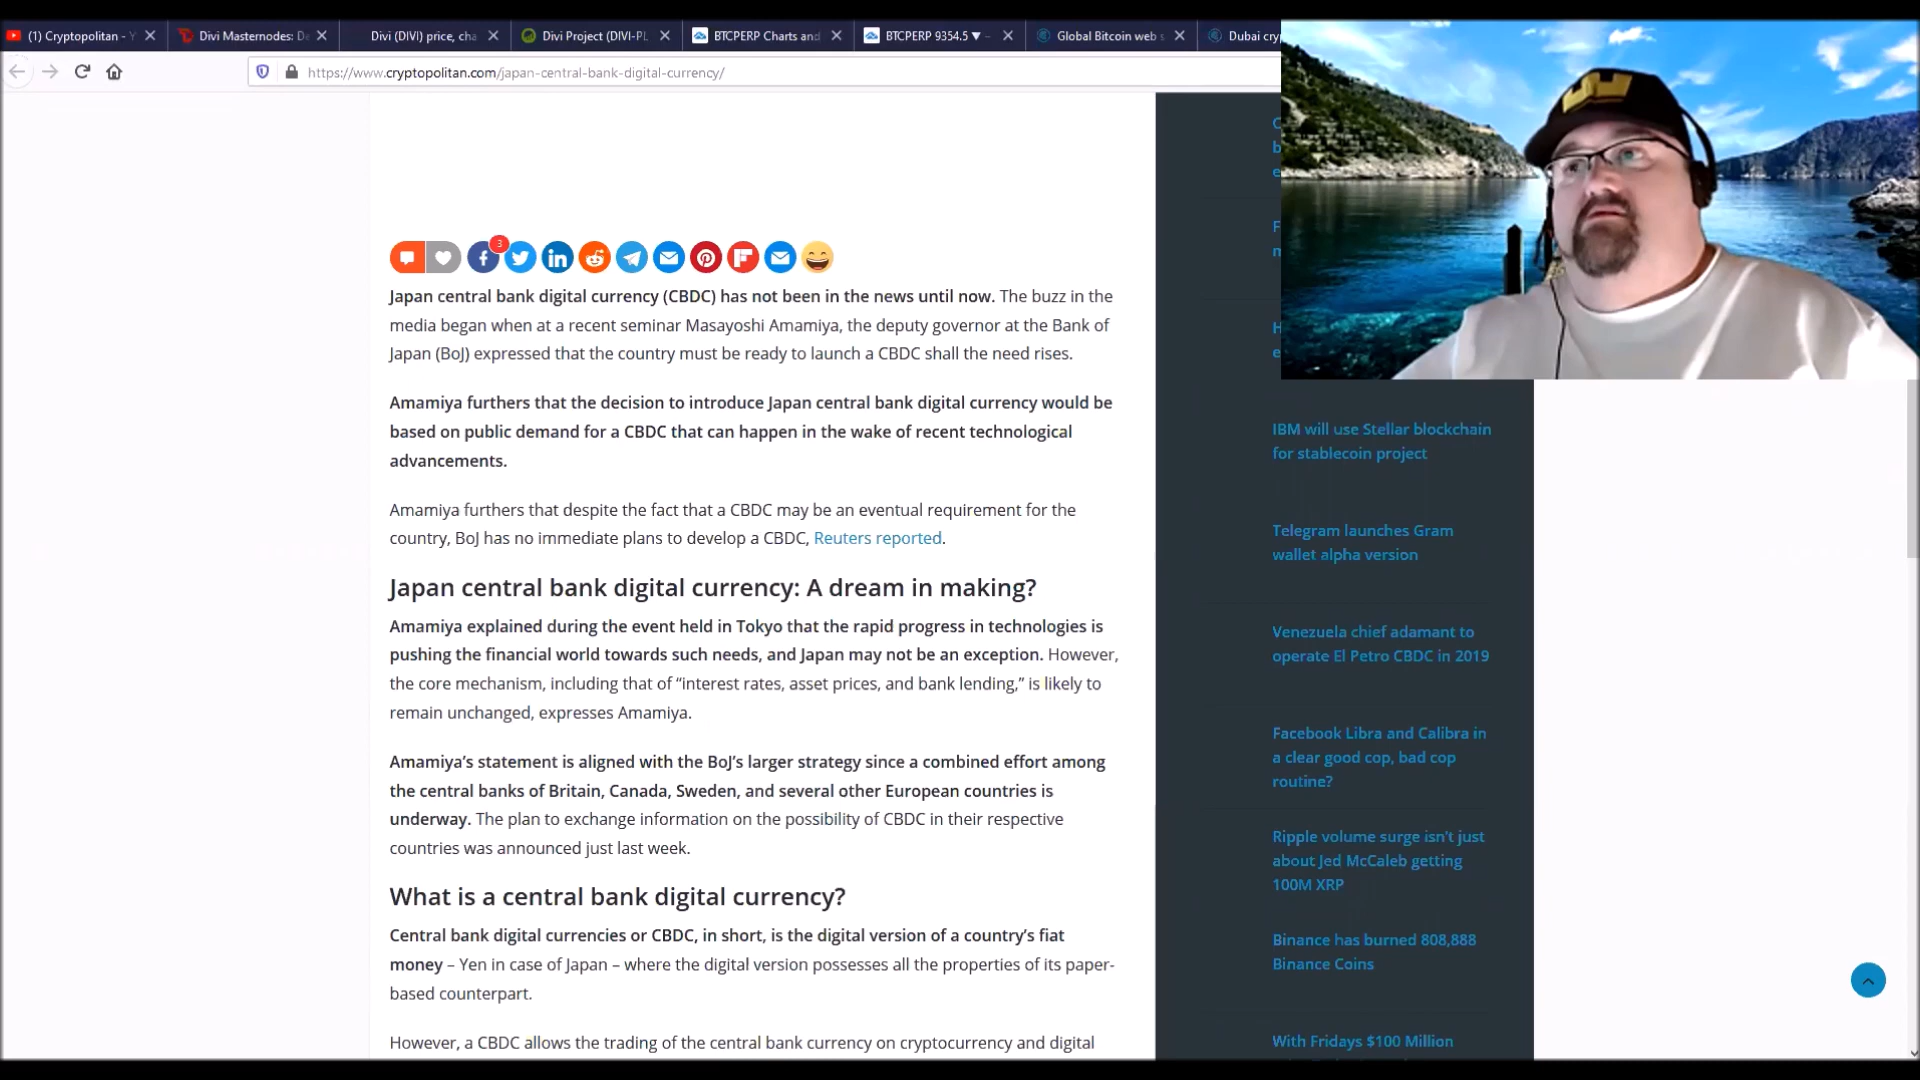 (1) Cryptopolitan - Y
Divi Masternodes: De
Divi (DIVI) price, cha
Divi Project (DIVI-PL
BTCPERP Charts and
BTCPERP 9354.5 ▼ -
Global Bitcoin web s
Dubai cryp
https://www.cryptopolitan.com/japan-central-bank-digital-currency/
3
Japan central bank digital currency (CBDC) has not been in the news until now. The buzz in the
media began when at a recent seminar Masayoshi Amamiya, the deputy governor at the Bank of
Japan (BoJ) expressed that the country must be ready to launch a CBDC shall the need rises.
Amamiya furthers that the decision to introduce Japan central bank digital currency would be
based on public demand for a CBDC that can happen in the wake of recent technological
advancements.
Amamiya furthers that despite the fact that a CBDC may be an eventual requirement for the
country, BoJ has no immediate plans to develop a CBDC, Reuters reported.
Japan central bank digital currency: A dream in making?
Amamiya explained during the event held in Tokyo that the rapid progress in technologies is
pushing the financial world towards such needs, and Japan may not be an exception. However,
the core mechanism, including that of “interest rates, asset prices, and bank lending,” is likely to
remain unchanged, expresses Amamiya.
Amamiya’s statement is aligned with the BoJ’s larger strategy since a combined effort among
the central banks of Britain, Canada, Sweden, and several other European countries is
underway. The plan to exchange information on the possibility of CBDC in their respective
countries was announced just last week.
What is a central bank digital currency?
Central bank digital currencies or CBDC, in short, is the digital version of a country’s fiat
money – Yen in case of Japan – where the digital version possesses all the properties of its paper-
based counterpart.
However, a CBDC allows the trading of the central bank currency on cryptocurrency and digital
IBM will use Stellar blockchain
for stablecoin project
Telegram launches Gram
wallet alpha version
Venezuela chief adamant to
operate El Petro CBDC in 2019
Facebook Libra and Calibra in
a clear good cop, bad cop
routine?
Ripple volume surge isn’t just
about Jed McCaleb getting
100M XRP
Binance has burned 808,888
Binance Coins
With Fridays $100 Million